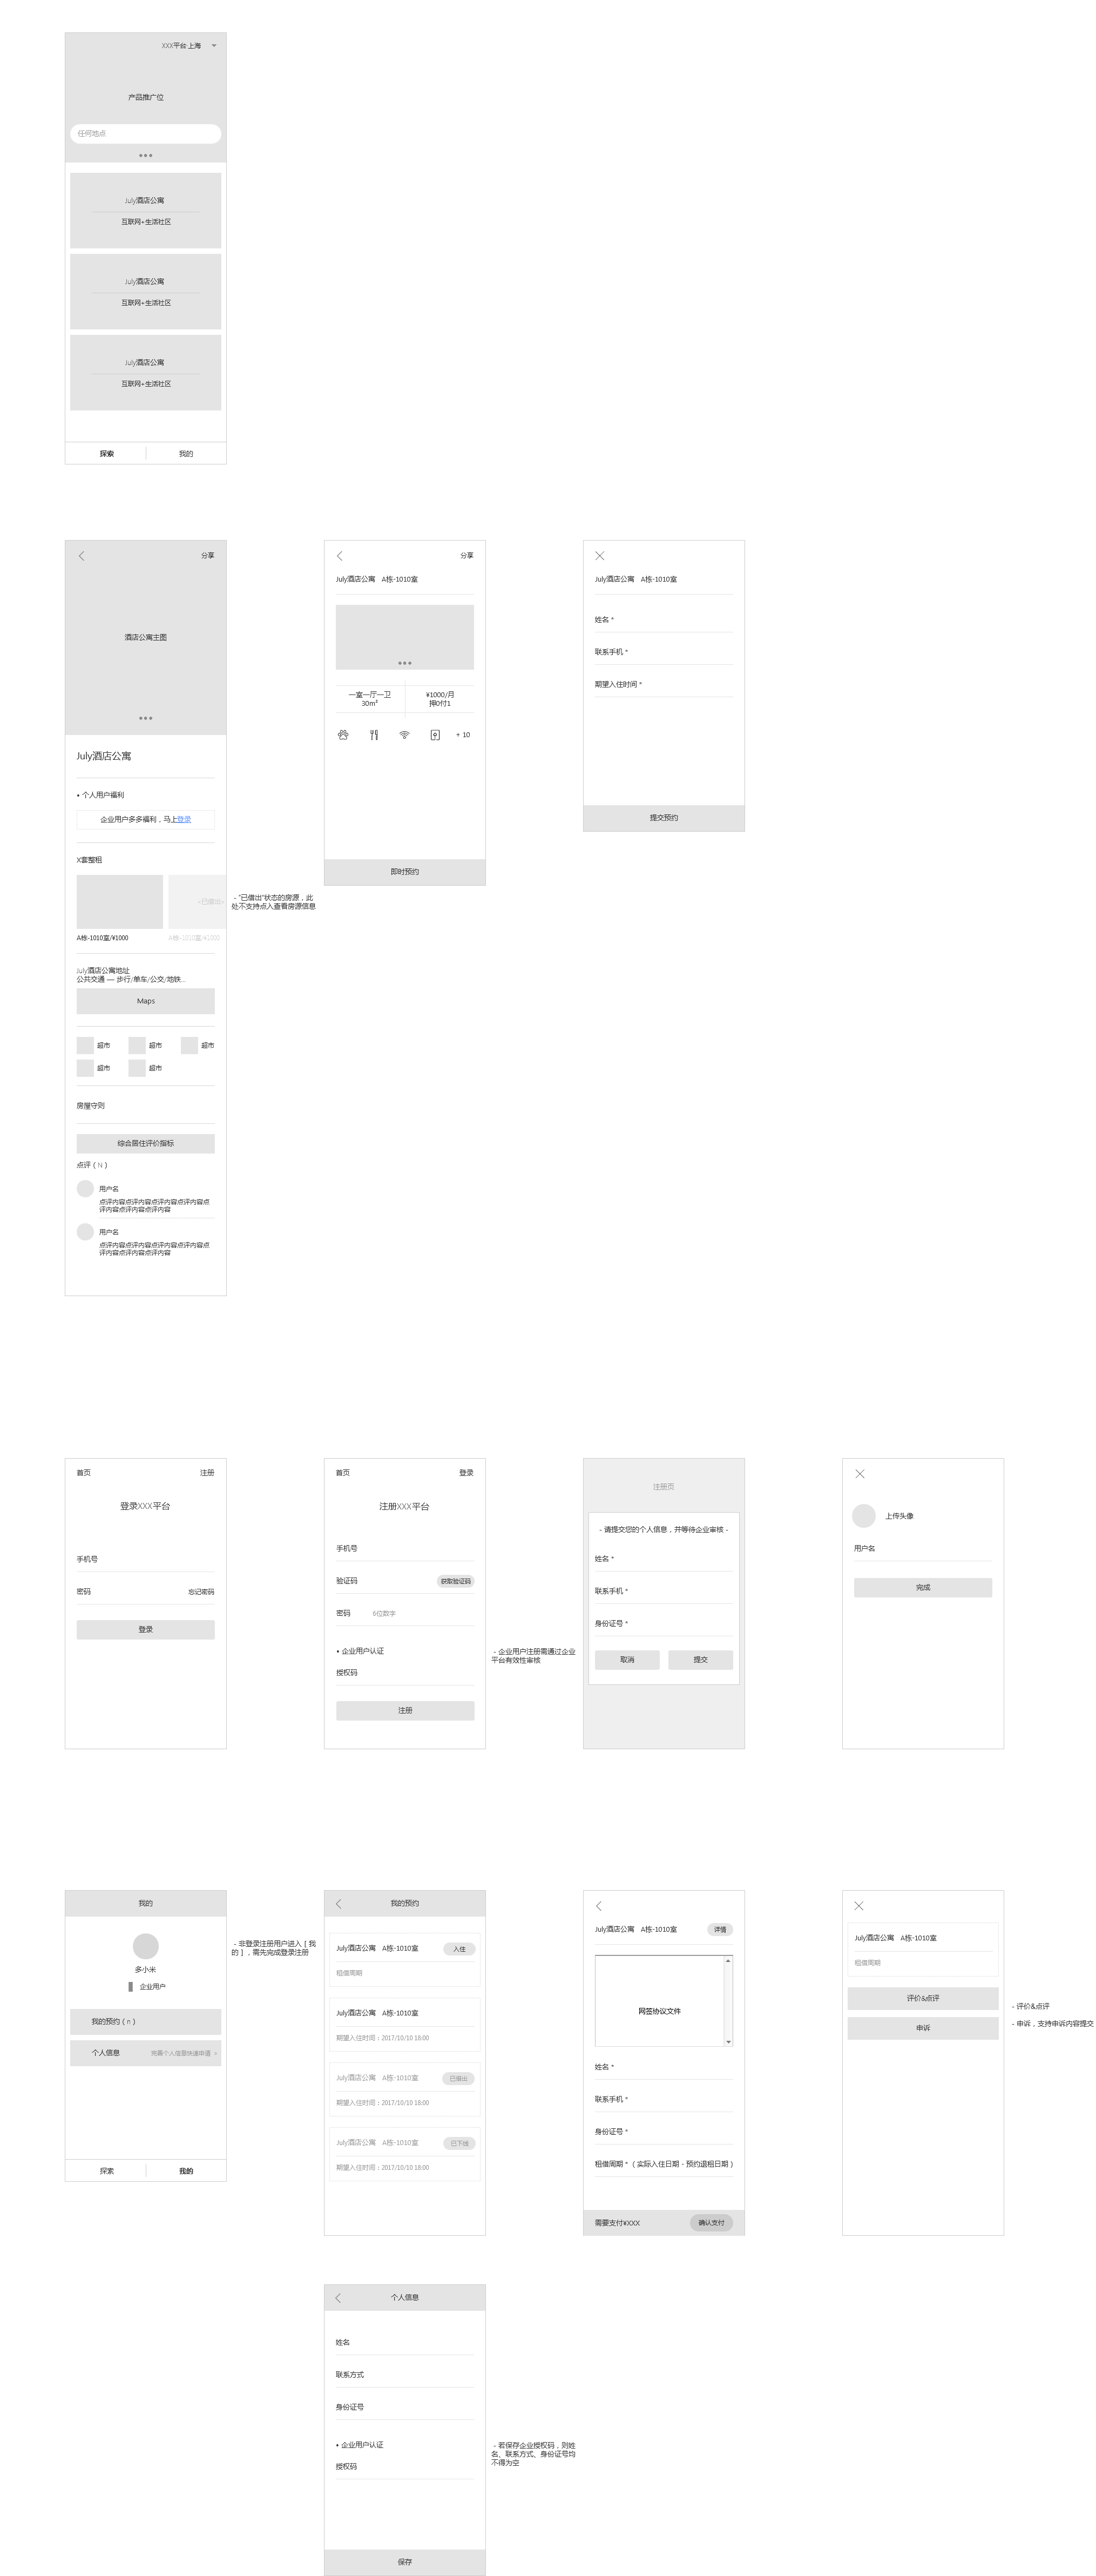 XXX平台·上海
产品推广位
任何地点
July酒店公寓
互联网+生活社区
July酒店公寓
互联网+生活社区
July酒店公寓
互联网+生活社区
探索
我的
分享
酒店公寓主图
July酒店公寓
• 个人用户福利
企业用户多多福利，马上登录
X套整租
<已借出>
A栋-1010室/¥1000
A栋-1010室/¥1000
- "已借出"状态的房源，此
处不支持点入查看房源信息
July酒店公寓地址
公共交通 — 步行/单车/公交/地铁...
Maps
超市
超市
超市
超市
超市
房屋守则
综合居住评价指标
点评 ( N )
用户名
点评内容点评内容点评内容点评内容点
评内容点评内容点评内容
用户名
点评内容点评内容点评内容点评内容点
评内容点评内容点评内容
分享
July酒店公寓 A栋-1010室
一室一厅一卫
30m²
¥1000/月
押0付1
+ 10
即时预约
July酒店公寓 A栋-1010室
姓名 *
联系手机 *
期望入住时间 *
提交预约
首页
注册
登录XXX平台
手机号
密码
忘记密码
登录
首页
登录
注册XXX平台
手机号
验证码
获取验证码
密码
6位数字
• 企业用户认证
授权码
注册
- 企业用户注册需通过企业
平台有效性审核
注册页
- 请提交您的个人信息，并等待企业审核 -
姓名 *
联系手机 *
身份证号 *
取消
提交
上传头像
用户名
完成
我的
多小米
企业用户
我的预约 ( n )
个人信息
完善个人信息快速申请 >
探索
我的
- 非登录注册用户进入 [ 我
的 ] ，需先完成登录注册
我的预约
July酒店公寓 A栋-1010室
入住
租借周期
July酒店公寓 A栋-1010室
期望入住时间：2017/10/10 18:00
July酒店公寓 A栋-1010室
已借出
期望入住时间：2017/10/10 18:00
July酒店公寓 A栋-1010室
已下线
期望入住时间：2017/10/10 18:00
July酒店公寓 A栋-1010室
详情
网签协议文件
姓名 *
联系手机 *
身份证号 *
租借周期 * ( 实际入住日期 - 预约退租日期 )
需要支付¥XXX
确认支付
July酒店公寓 A栋-1010室
租借周期
评价&点评
申诉
- 评价&点评
- 申诉，支持申诉内容提交
个人信息
姓名
联系方式
身份证号
• 企业用户认证
授权码
保存
- 若保存企业授权码，则姓
名、联系方式、身份证号均
不得为空